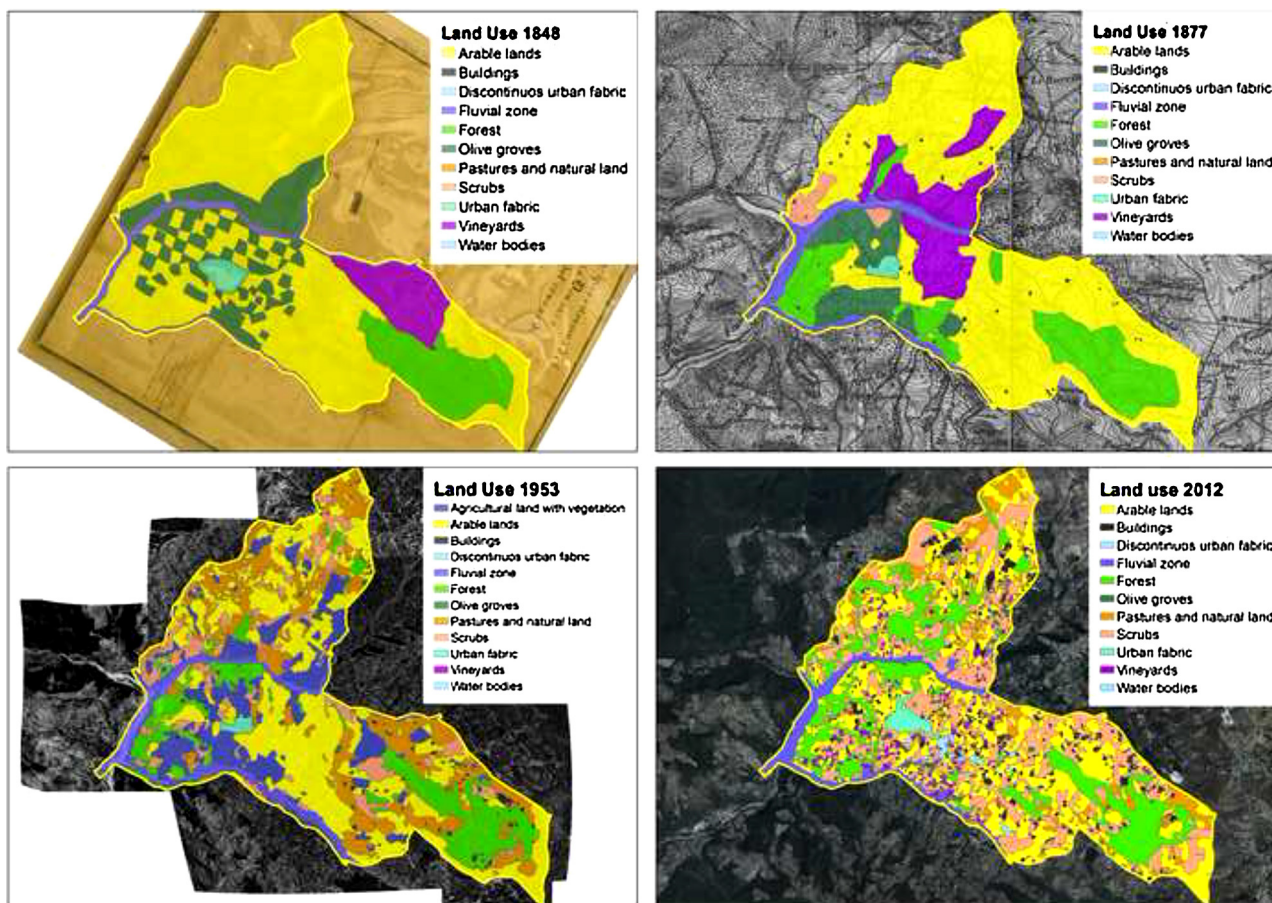 Land Use 1848
Arable lands
Buildings
Discontinuos urban fabric
Fluvial zone
Forest
Olive groves
Pastures and natural land
Scrubs
Urban fabric
Vineyards
Water bodies
Land Use 1877
Arable lands
Buildings
Discontinuos urban fabric
Fluvial zone
Forest
Olive groves
Pastures and natural land
Scrubs
Urban fabric
Vineyards
Water bodies
Land Use 1953
Agricultural land with vegetation
Arable lands
Buildings
Discontinuos urban fabric
Fluvial zone
Forest
Olive groves
Pastures and natural land
Scrubs
Urban fabric
Vineyards
Water bodies
Land use 2012
Arable lands
Buildings
Discontinuos urban fabric
Fluvial zone
Forest
Olive groves
Pastures and natural land
Scrubs
Urban fabric
Vineyards
Water bodies